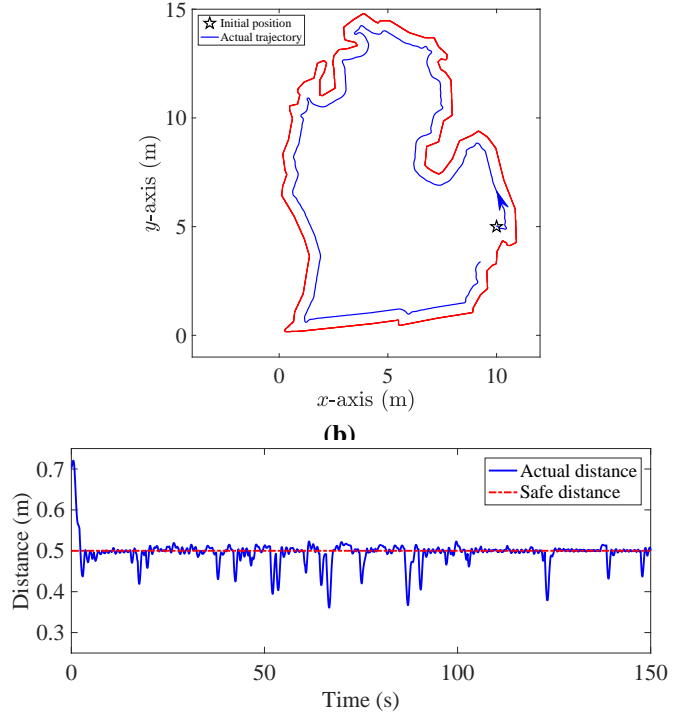 15
Initial position
Actual trajectory
10
5
0
y-axis (m)
0
5
10
x-axis (m)
(b)
0.7
0.6
0.5
0.4
0.3
Distance (m)
Actual distance
Safe distance
0
50
100
150
Time (s)